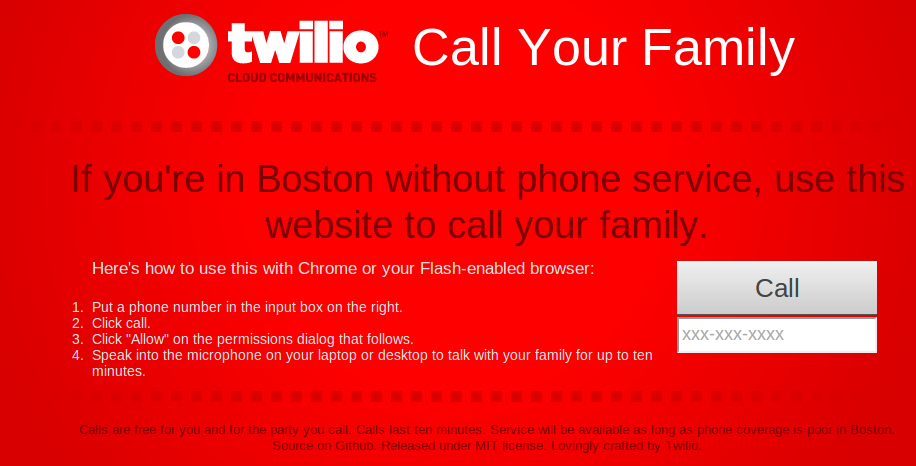 twilio™ Call Your Family
CLOUD COMMUNICATIONS
If you're in Boston without phone service, use this
website to call your family.
Here's how to use this with Chrome or your Flash-enabled browser:
Call
1. Put a phone number in the input box on the right.
2. Click call.
xxx-xxx-xxxx
3. Click "Allow" on the permissions dialog that follows.
4. Speak into the microphone on your laptop or desktop to talk with your family for up to ten
minutes.
Calls are free for you and for the party you call. Calls last ten minutes. Service will be available as long as phone coverage is poor in Boston.
Source on Github. Released under MIT license. Lovingly crafted by Twilio.